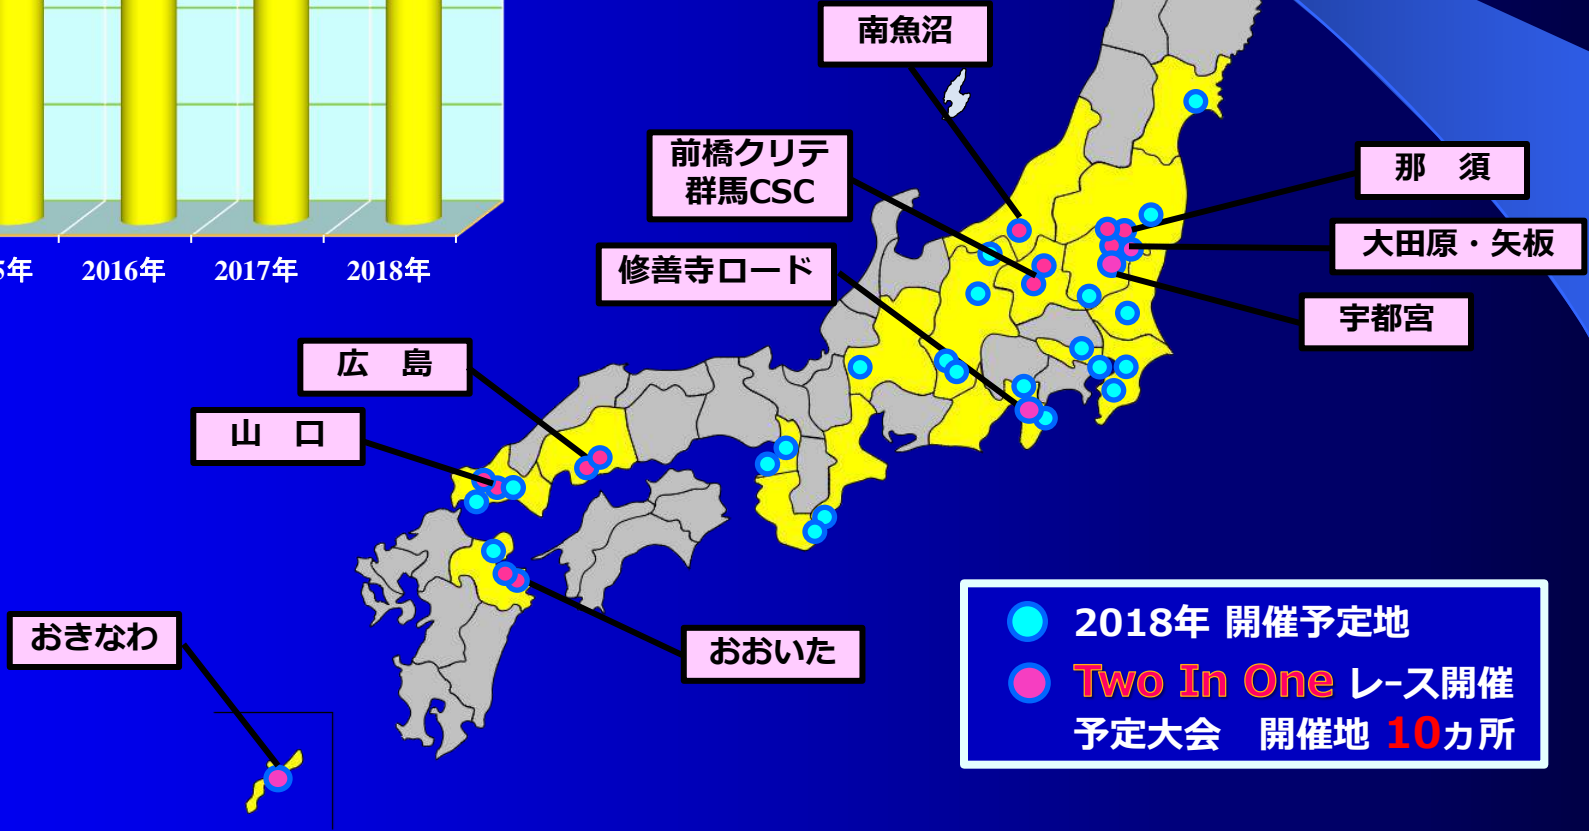 南魚沼
前橋クリテ
群馬CSC
那　須
大田原・矢板
修善寺ロード
宇都宮
5年
2016年
2017年
2018年
広　島
山　口
おきなわ
おおいた
2018年 開催予定地
Two In One レース開催
予定大会　開催地 10ヵ所